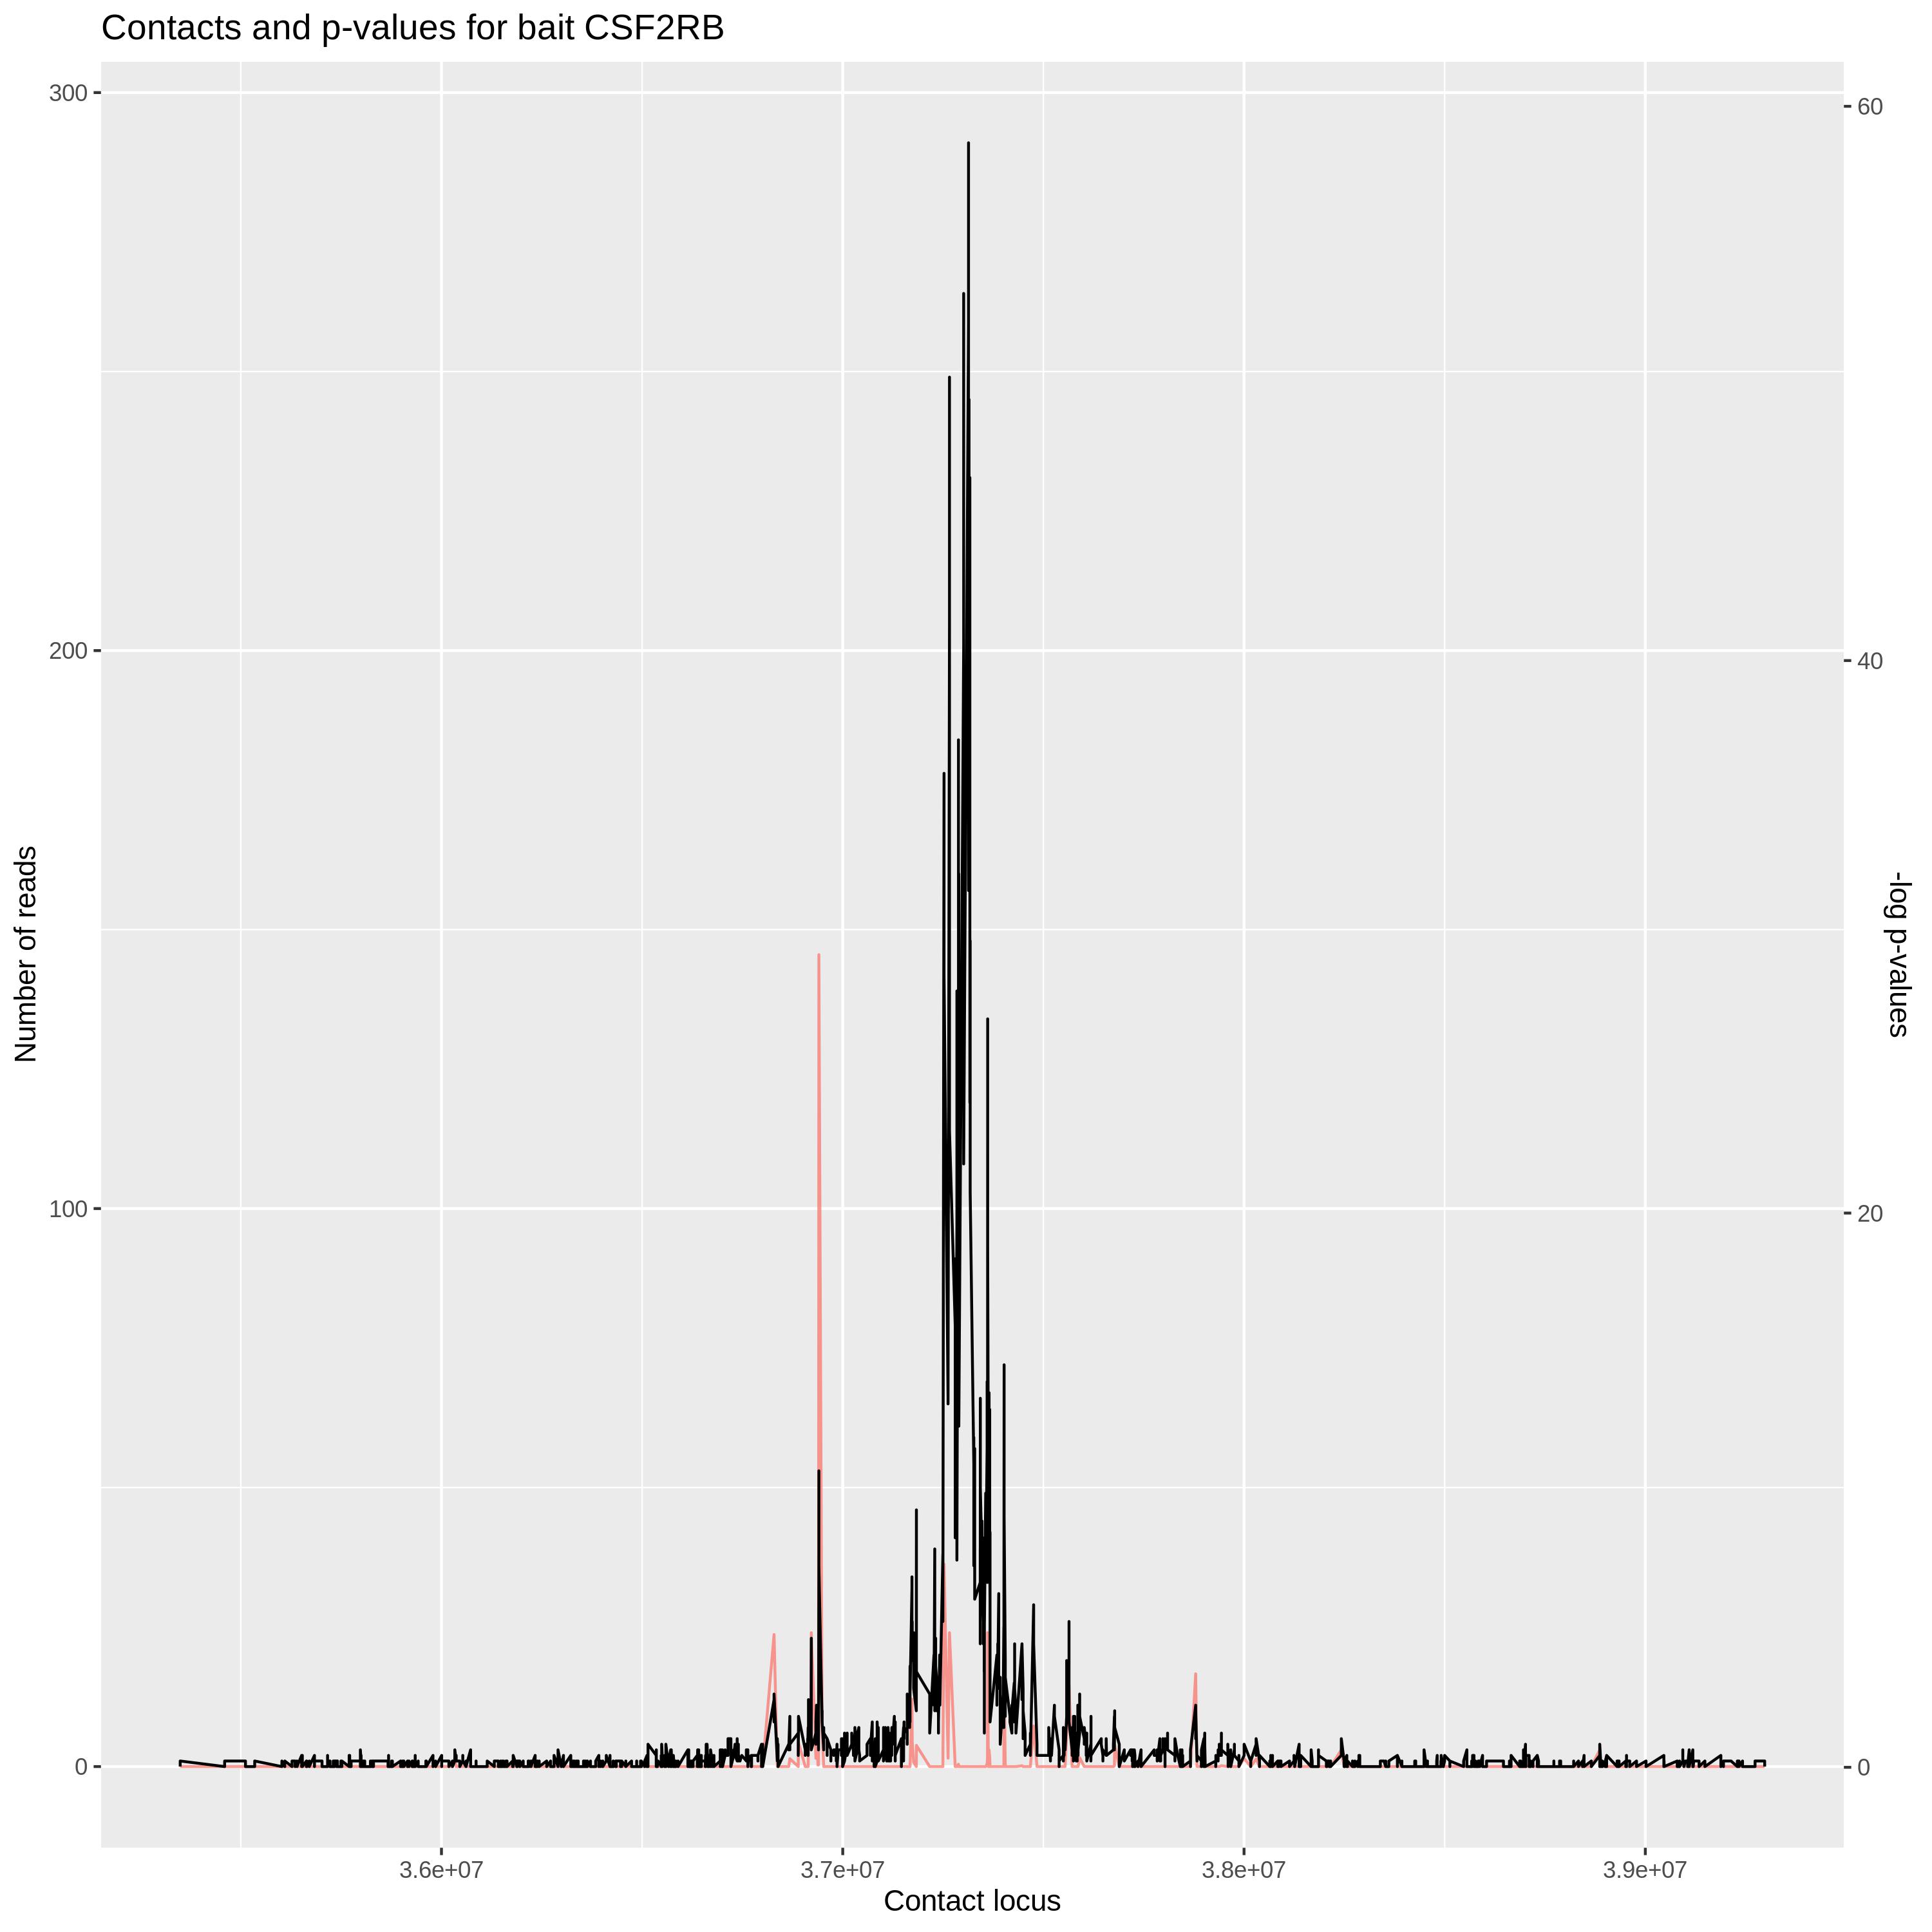 Contacts and p-values for bait CSF2RB
300
200
100
0
Number of reads
60
40
20
0
-log p-values
3.6e+07 3.7e+07 3.8e+07 3.9e+07
Contact locus